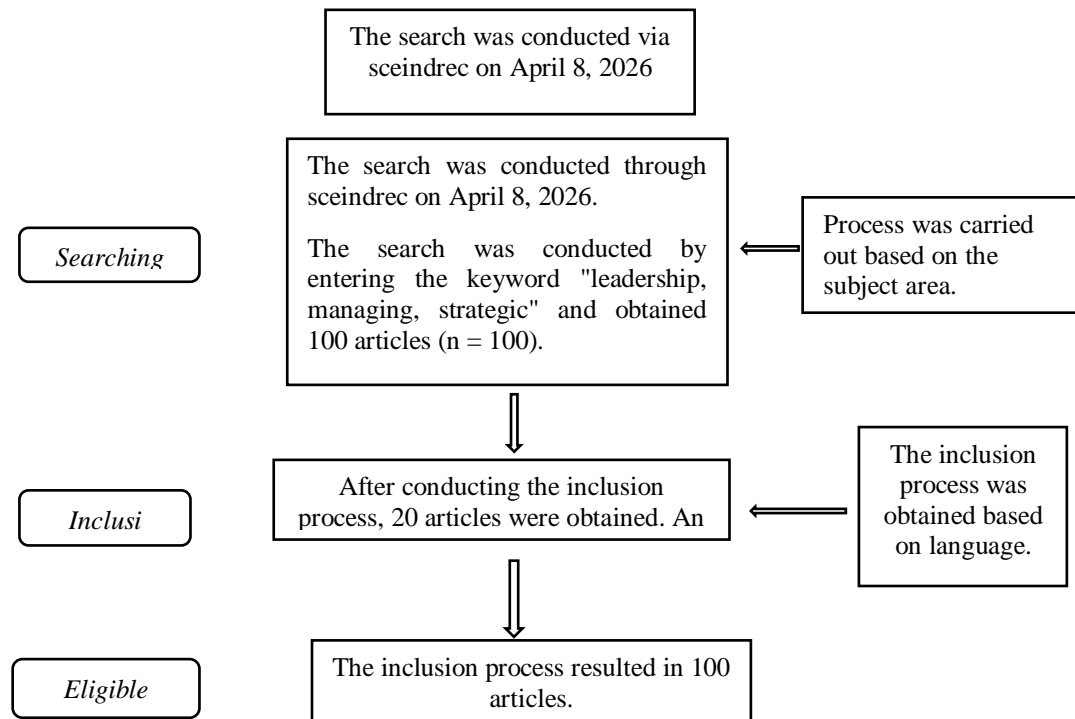 The search was conducted via
sceindrec on April 8, 2026
The search was conducted through
sceindrec on April 8, 2026.
The search was conducted by
entering the keyword "leadership,
managing, strategic" and obtained
100 articles (n = 100).
Searching
Process was carried
out based on the
subject area.
After conducting the inclusion
process, 20 articles were obtained. An
Inclusi
The inclusion
process was
obtained based
on language.
The inclusion process resulted in 100
articles.
Eligible